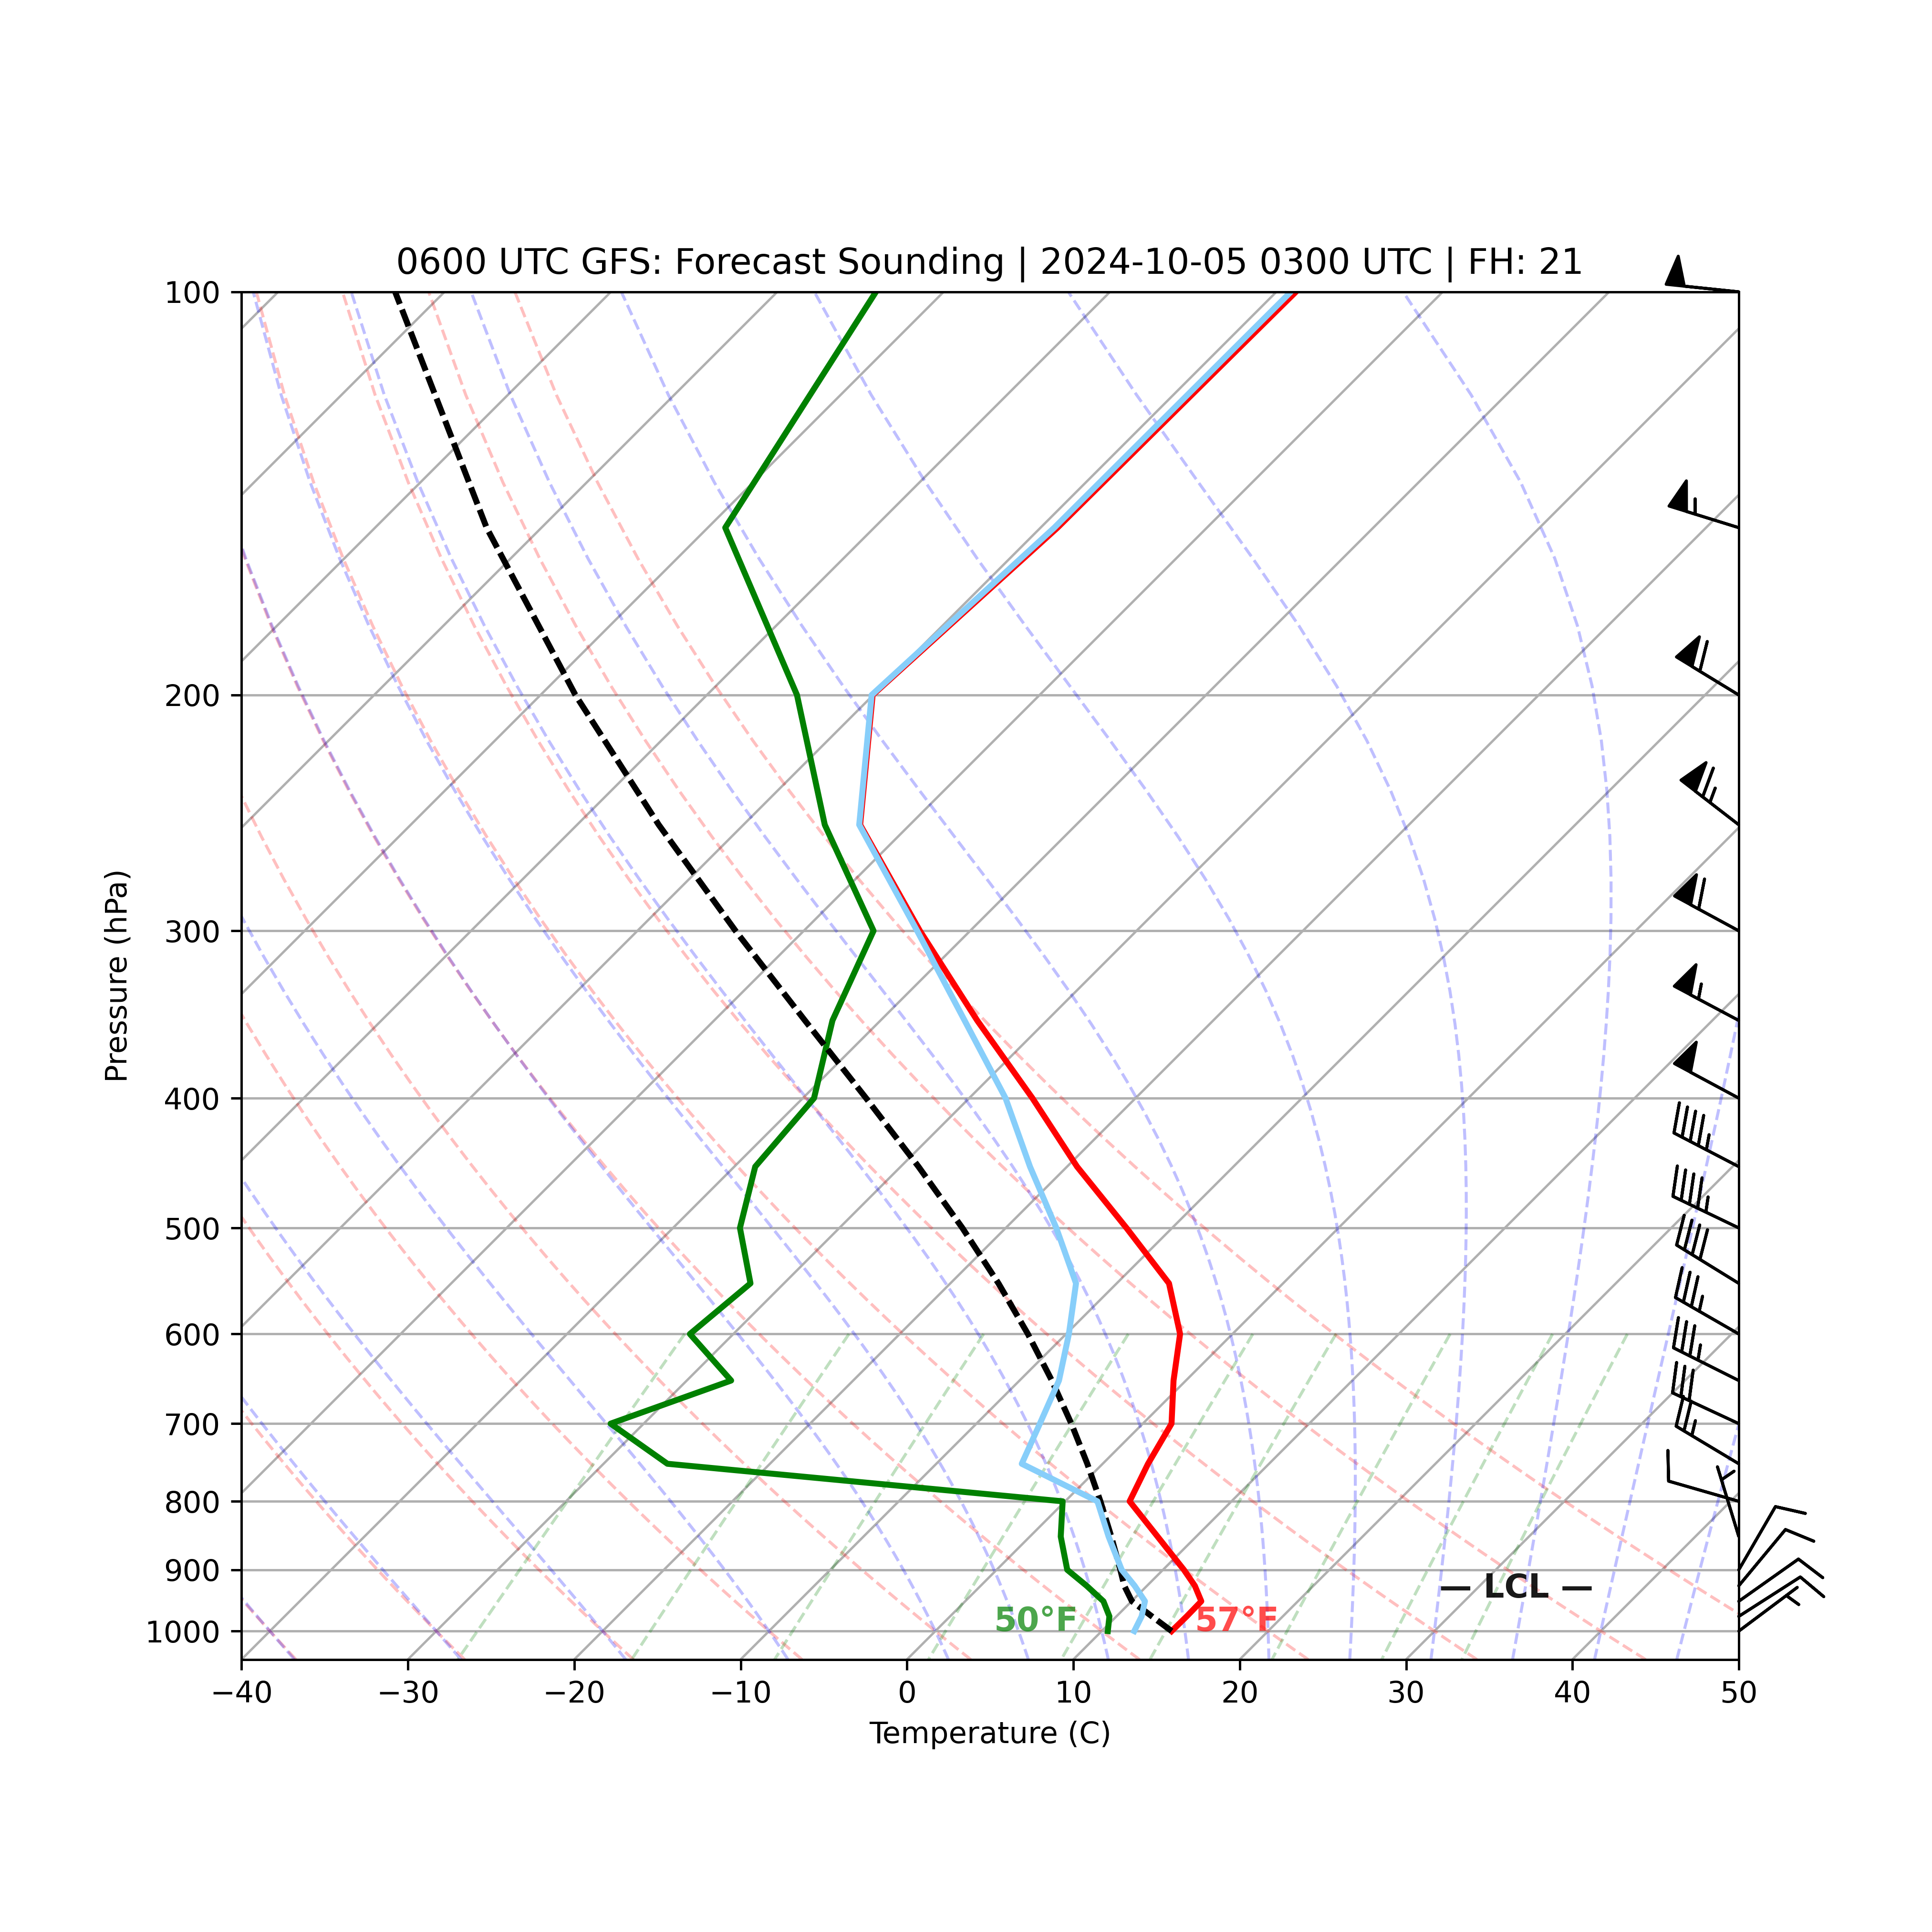 0600 UTC GFS: Forecast Sounding | 2024-10-05 0300 UTC | FH: 21
100
200
300
400
500
600
700
800
900
1000
Pressure (hPa)
— LCL —
50°F
57°F
−40 −30 −20 −10 0 10 20 30 40 50
Temperature (C)